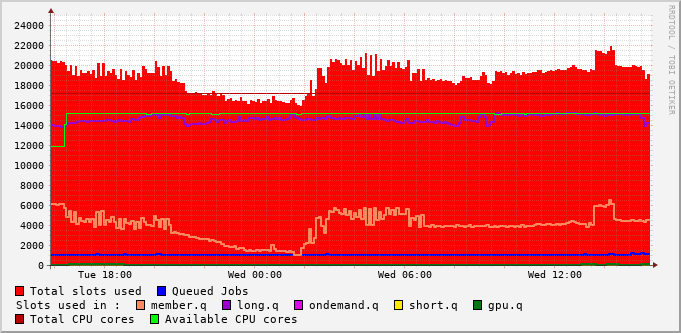 RRDTOOL / TOBI OETIKER
24000
22000
20000
18000
16000
14000
12000
10000
8000
6000
4000
2000
0
Tue 18:00 Wed 00:00 Wed 06:00 Wed 12:00
Total slots used Queued Jobs
Slots used in : member.q long.q ondemand.q short.q gpu.q
Total CPU cores Available CPU cores